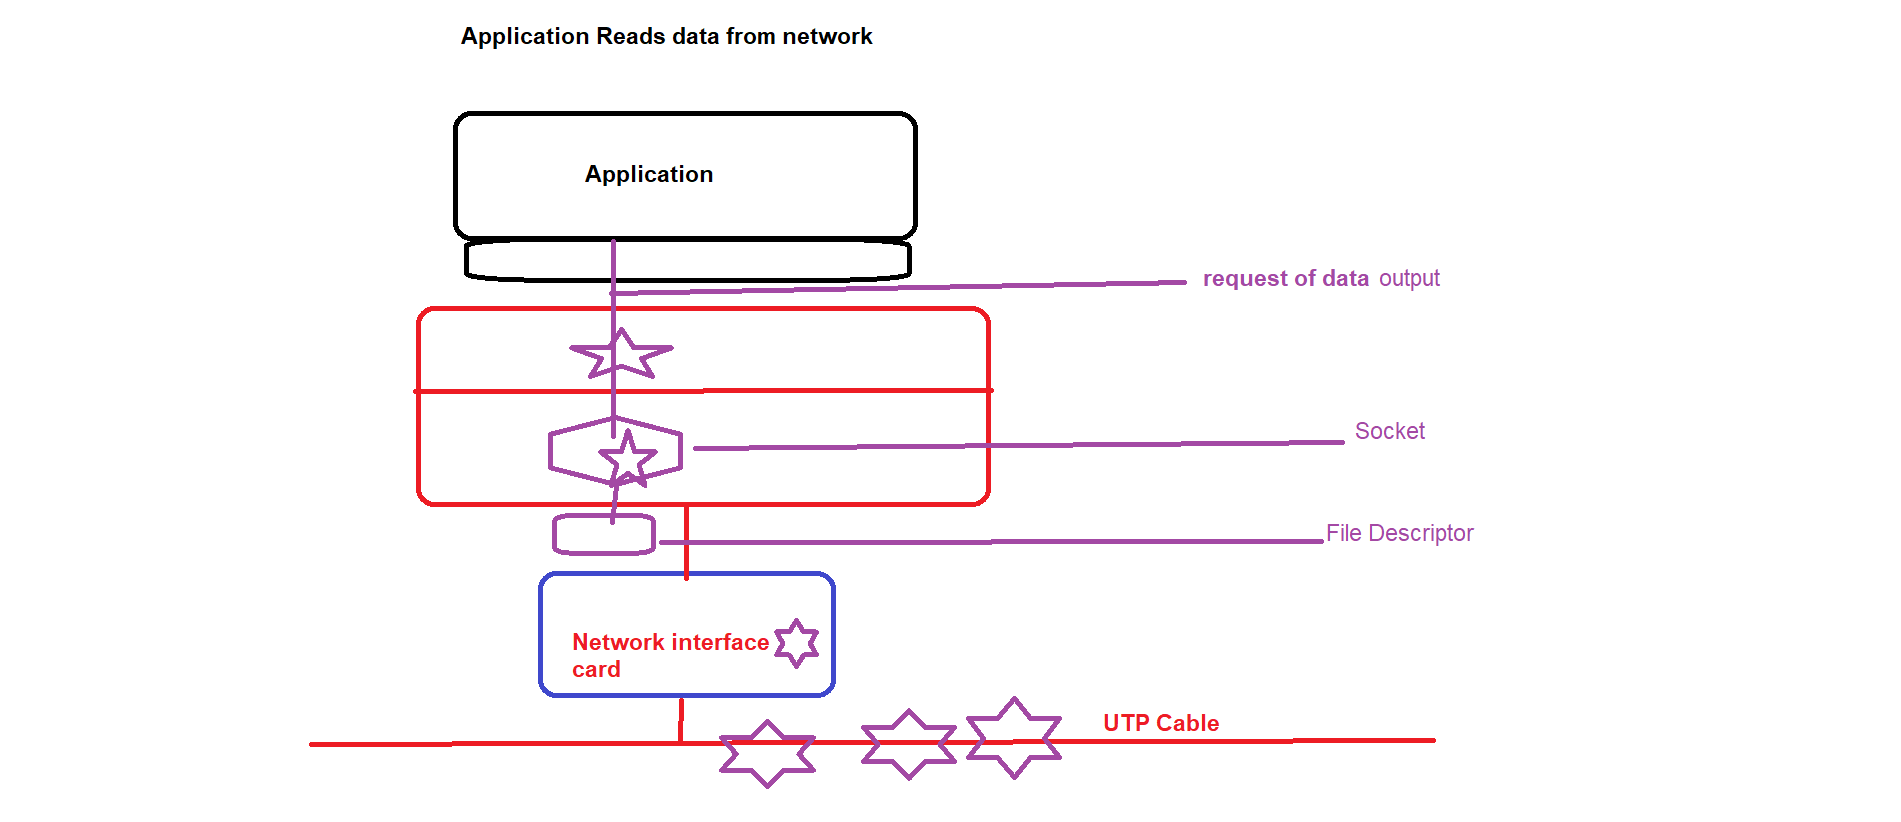 Application Reads data from network
Application
request of data output
Socket
File Descriptor
Network interface
card
UTP Cable